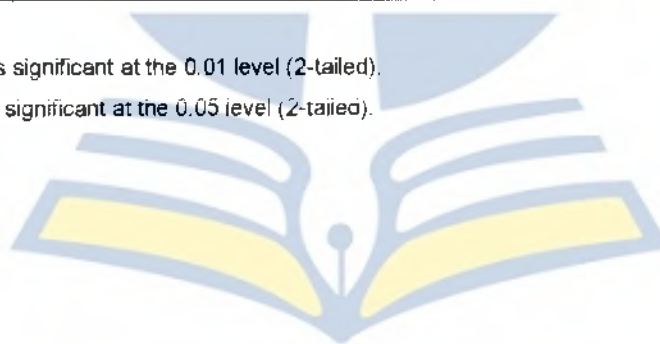 s significant at the 0.01 level (2-tailed).
significant at the 0.05 level (2-tailed).